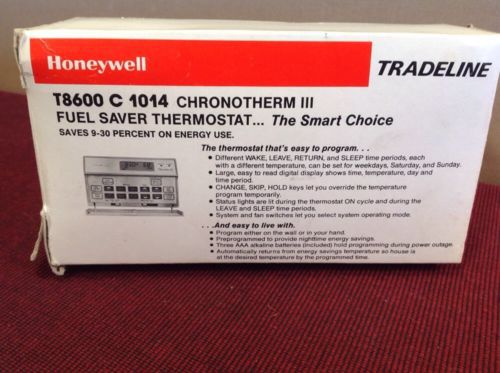 Honeywell
TRADELINE
T8600 C 1014 CHRONOTHERM III
FUEL SAVER THERMOSTAT... The Smart Choice
SAVES 9-30 PERCENT ON ENERGY USE.
The thermostat that's easy to program. . .
• Different WAKE, LEAVE, RETURN, and SLEEP time periods, each
with a different temperature, can be set for weekdays, Saturday, and Sunday.
• Large, easy to read digital display shows time, temperature, day and
time period.
• CHANGE, SKIP, HOLD keys let you override the temperature
program temporarily.
• Status lights are lit during the thermostat ON cycle and during the
LEAVE and SLEEP time periods.
• System and fan switches let you select system operating mode.
. . .And easy to live with.
• Program either on the wall or in your hand.
• Preprogrammed to provide nighttime energy savings.
• Three AAA alkaline batteries (included) hold programming during power outage.
• Automatically returns from energy savings temperature so house is
at the desired temperature by the programmed time.